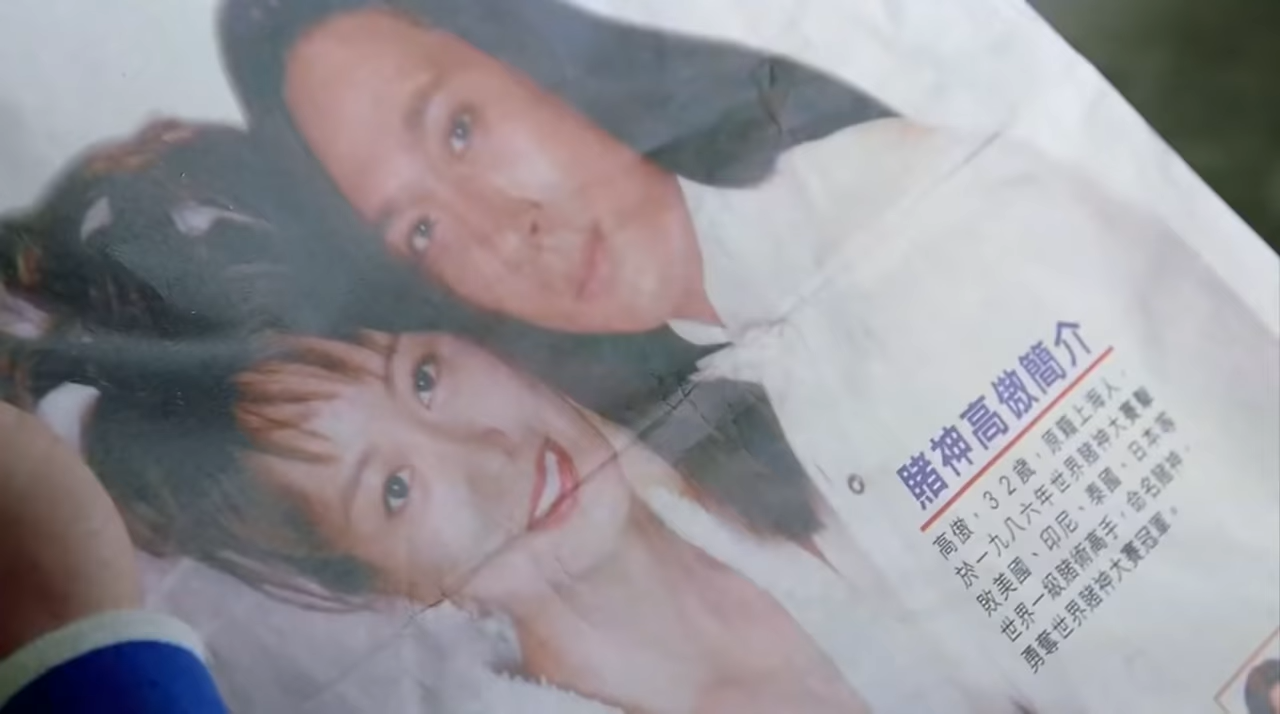 賭神高傲簡介
高傲，32歲，原籍上海人，
於一九八六年世界賭神大賽擊
敗美國、印尼、泰國、日本等
世界一級賭術高手，命名賭神。
勇奪世界賭神大賽冠軍。